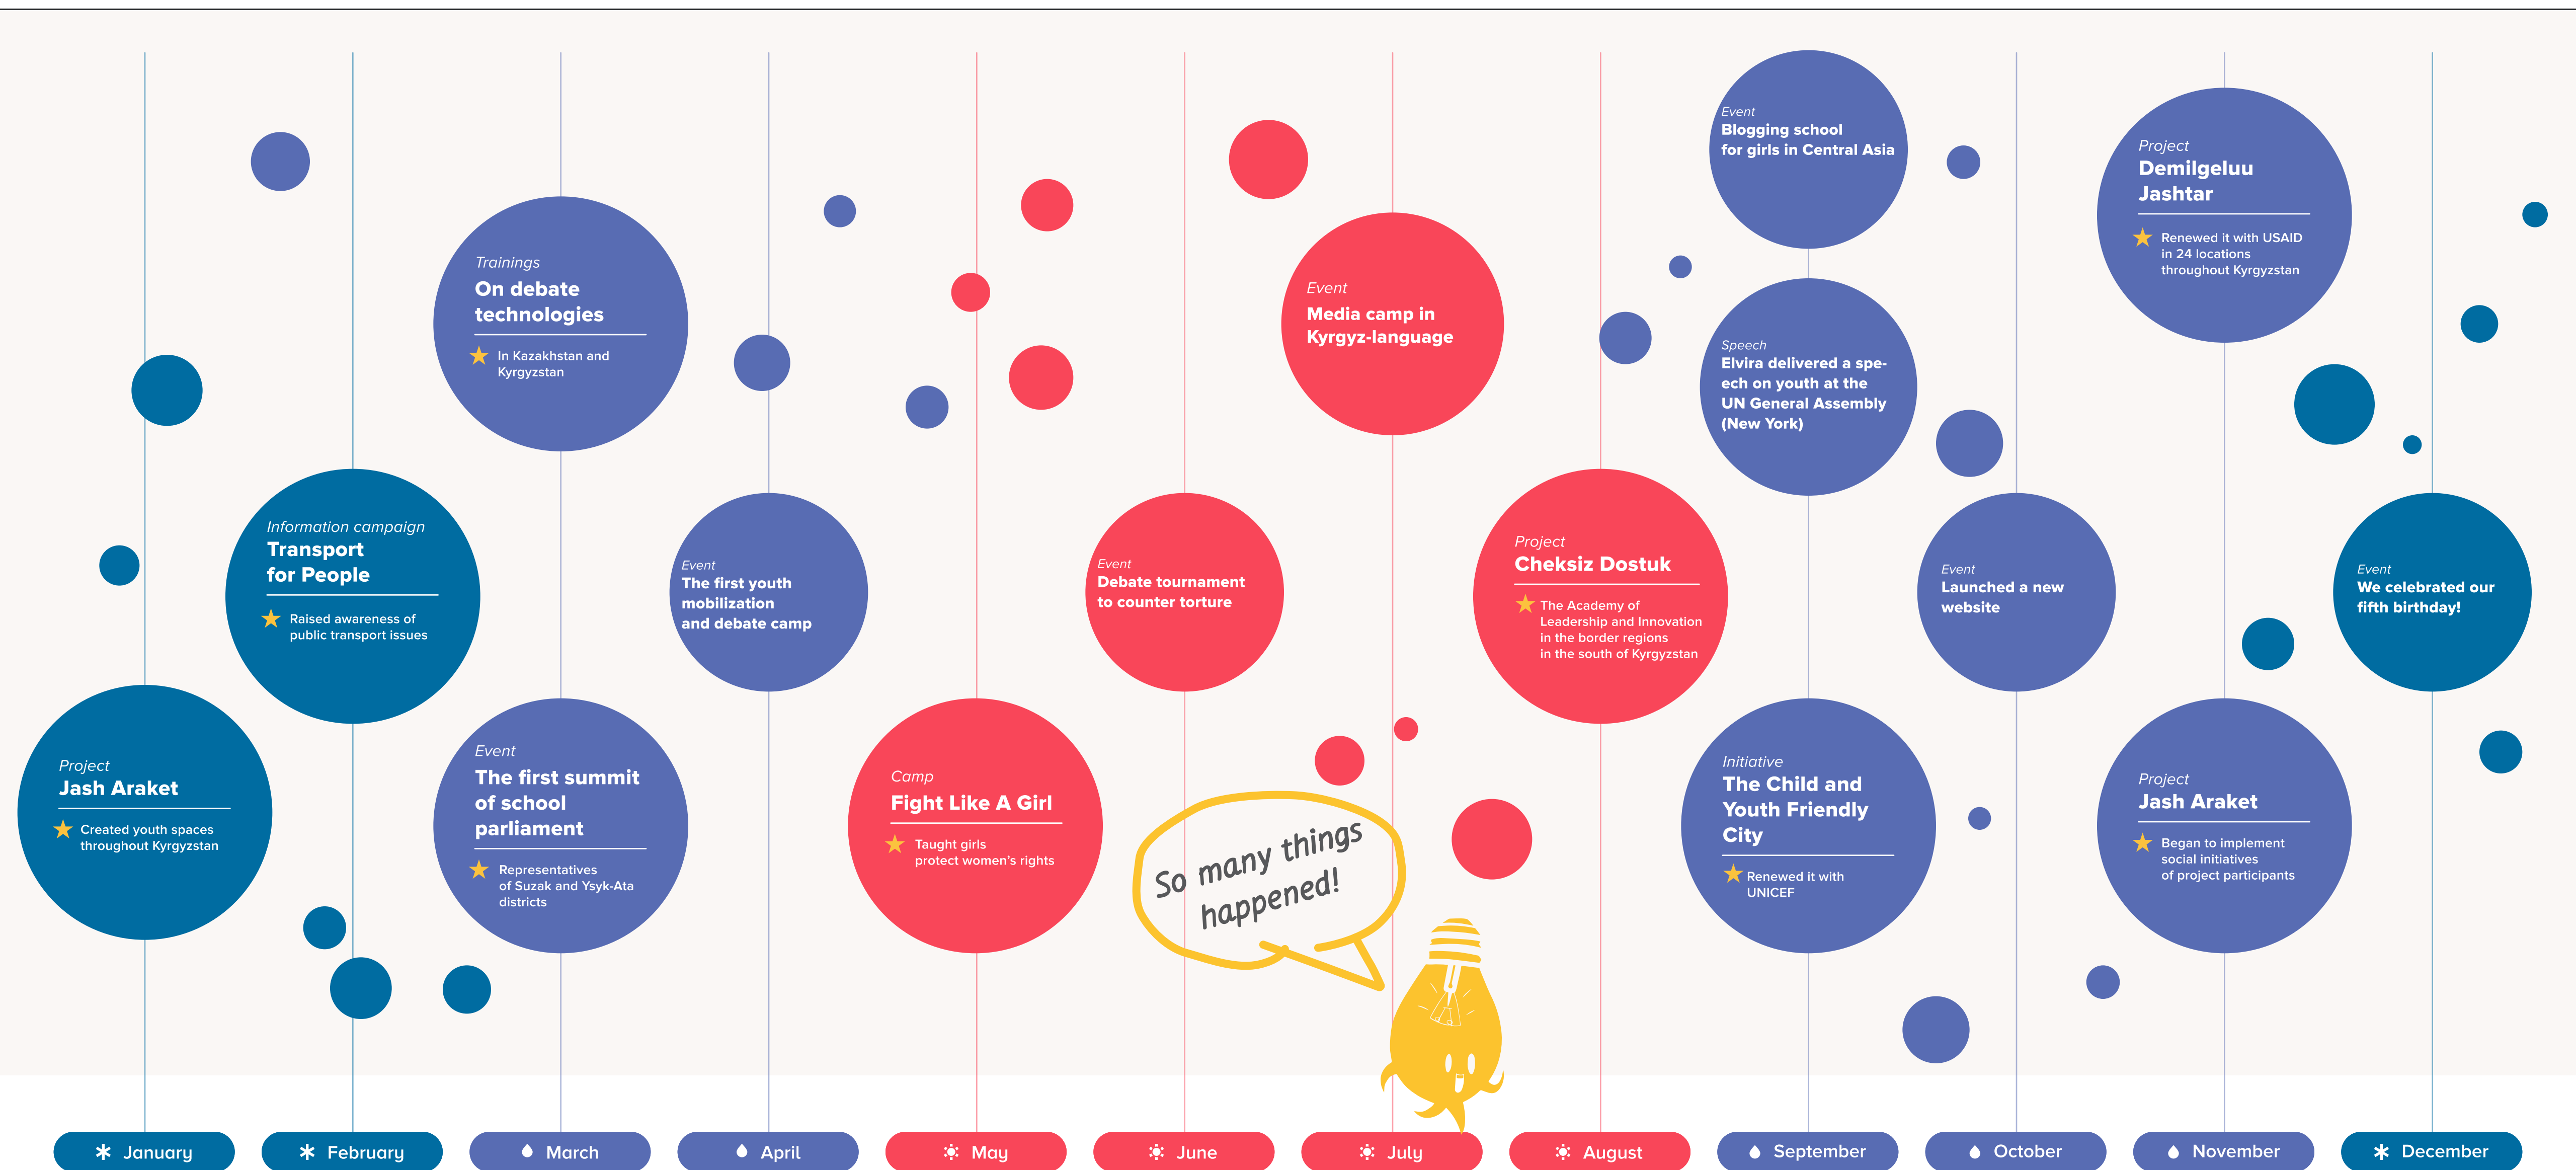 Project
Jash Araket
Created youth spaces
throughout Kyrgyzstan
Information campaign
Transport
for People
Raised awareness of
public transport issues
Trainings
On debate
technologies
In Kazakhstan and
Kyrgyzstan
Event
The first summit
of school
parliament
Representatives
of Suzak and Ysyk-Ata
districts
Event
The first youth
mobilization
and debate camp
Camp
Fight Like A Girl
Taught girls
protect women's rights
Event
Debate tournament
to counter torture
Event
Media camp in
Kyrgyz-language
So many things
happened!
Project
Cheksiz Dostuk
The Academy of
Leadership and Innovation
in the border regions
in the south of Kyrgyzstan
Event
Blogging school
for girls in Central Asia
Speech
Elvira delivered a spe-
ech on youth at the
UN General Assembly
(New York)
Initiative
The Child and
Youth Friendly
City
Renewed it with
UNICEF
Event
Launched a new
website
Project
Demilgeluu
Jashtar
Renewed it with USAID
in 24 locations
throughout Kyrgyzstan
Project
Jash Araket
Began to implement
social initiatives
of project participants
Event
We celebrated our
fifth birthday!
January
February
March
April
May
June
July
August
September
October
November
December